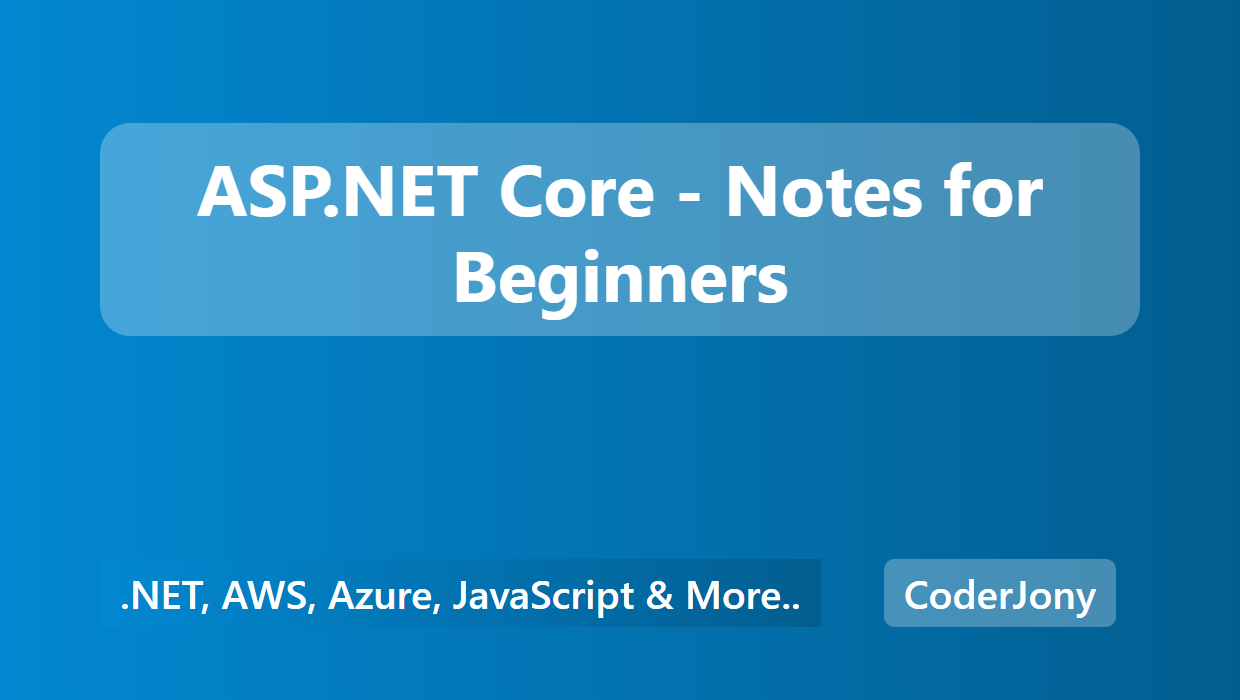 ASP.NET Core - Notes for
Beginners
.NET, AWS, Azure, JavaScript & More..
CoderJony